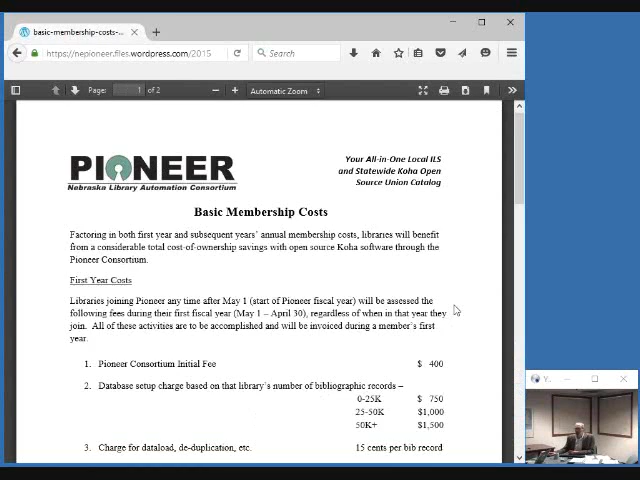 basic-membership-costs-...
https://nepioneer.files.wordpress.com/2015
Search
Page: 1 of 2
Automatic Zoom
PIONEER
Nebraska Library Automation Consortium
Your All-in-One Local ILS
and Statewide Koha Open
Source Union Catalog
Basic Membership Costs
Factoring in both first year and subsequent years' annual membership costs, libraries will benefit
from a considerable total cost-of-ownership savings with open source Koha software through the
Pioneer Consortium.
First Year Costs
Libraries joining Pioneer any time after May 1 (start of Pioneer fiscal year) will be assessed the
following fees during their first fiscal year (May 1 – April 30), regardless of when in that year they
join. All of these activities are to be accomplished and will be invoiced during a member's first
year.
1. Pioneer Consortium Initial Fee $ 400
2. Database setup charge based on that library's number of bibliographic records –
0-25K $ 750
25-50K $1,000
50K+ $1,500
3. Charge for dataload, de-duplication, etc. 15 cents per bib record